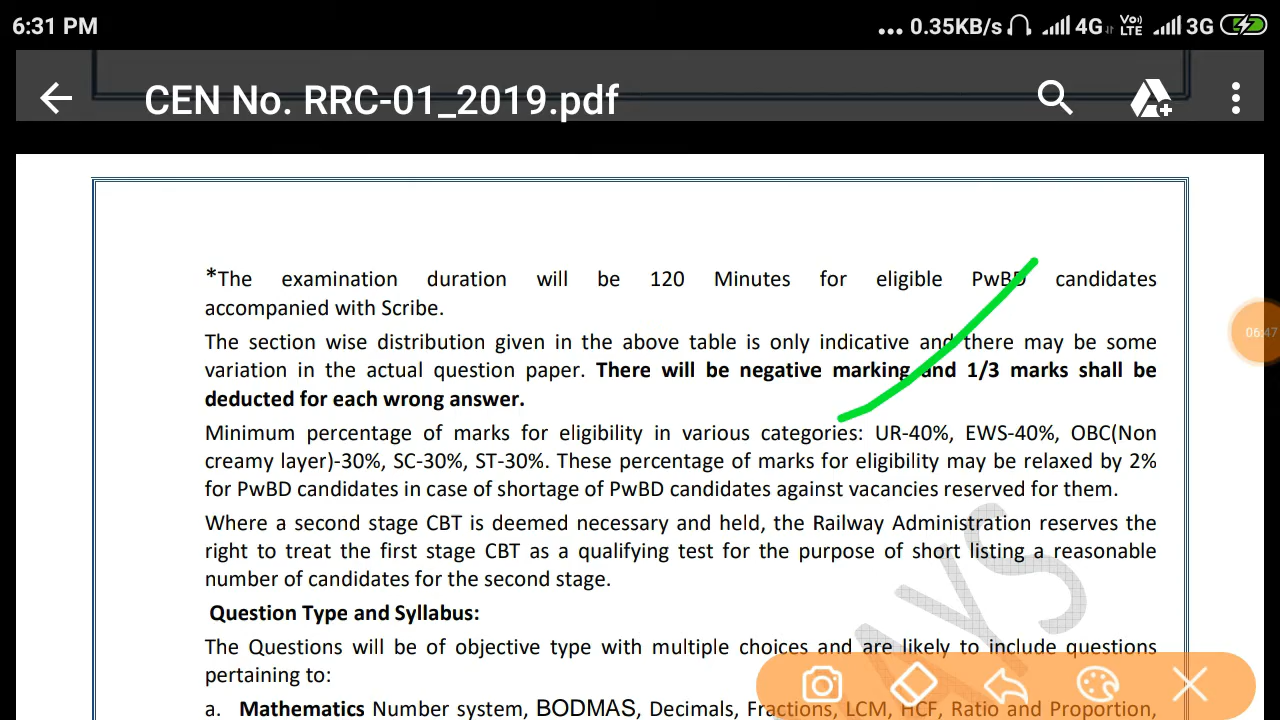 6:31 PM
... 0.35KB/s 4G VoLTE 3G
CEN No. RRC-01_2019.pdf
*The examination duration will be 120 Minutes for eligible PwBD candidates
accompanied with Scribe.
The section wise distribution given in the above table is only indicative and there may be some
variation in the actual question paper. There will be negative marking and 1/3 marks shall be
deducted for each wrong answer.
06:47
Minimum percentage of marks for eligibility in various categories: UR-40%, EWS-40%, OBC(Non
creamy layer)-30%, SC-30%, ST-30%. These percentage of marks for eligibility may be relaxed by 2%
for PwBD candidates in case of shortage of PwBD candidates against vacancies reserved for them.
Where a second stage CBT is deemed necessary and held, the Railway Administration reserves the
right to treat the first stage CBT as a qualifying test for the purpose of short listing a reasonable
number of candidates for the second stage.
AYS
Question Type and Syllabus:
The Questions will be of objective type with multiple choices and are likely to include questions
pertaining to:
a. Mathematics Number system, BODMAS, Decimals, Fractions, LCM, HCF, Ratio and Proportion,